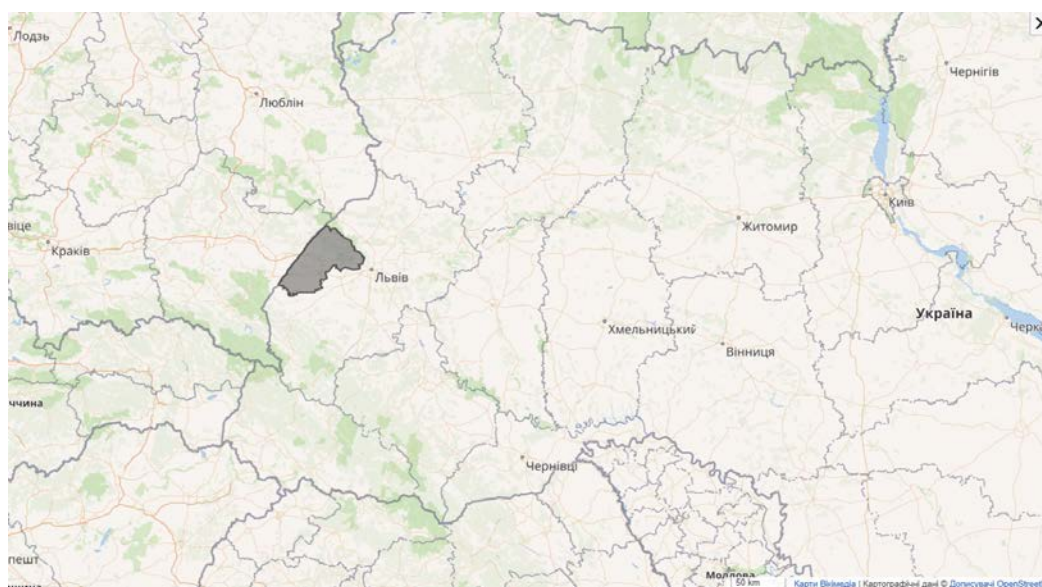 Лодзь
Чернігів
Люблін
Київ
віце
Житомир
Краків
Львів
Україна
Черка
Хмельницький
Вінниця
ччина
Чернівці
пешт
Молдова
50 km
Карти Вікімедіа | Картографічні дані © Дописувачі OpenStreet